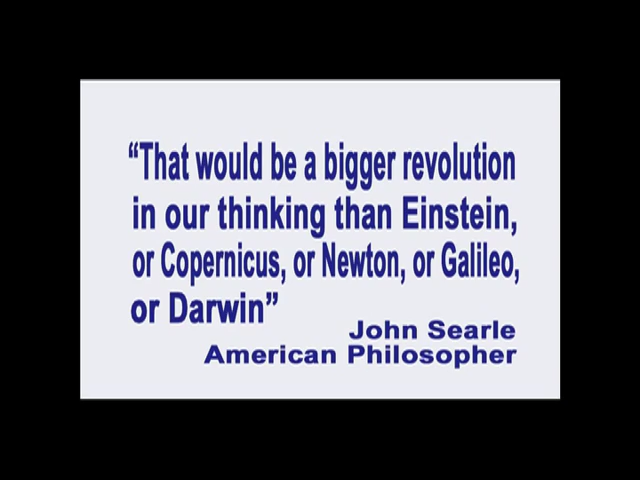 “That would be a bigger revolution
in our thinking than Einstein,
or Copernicus, or Newton, or Galileo,
or Darwin”
John Searle
American Philosopher